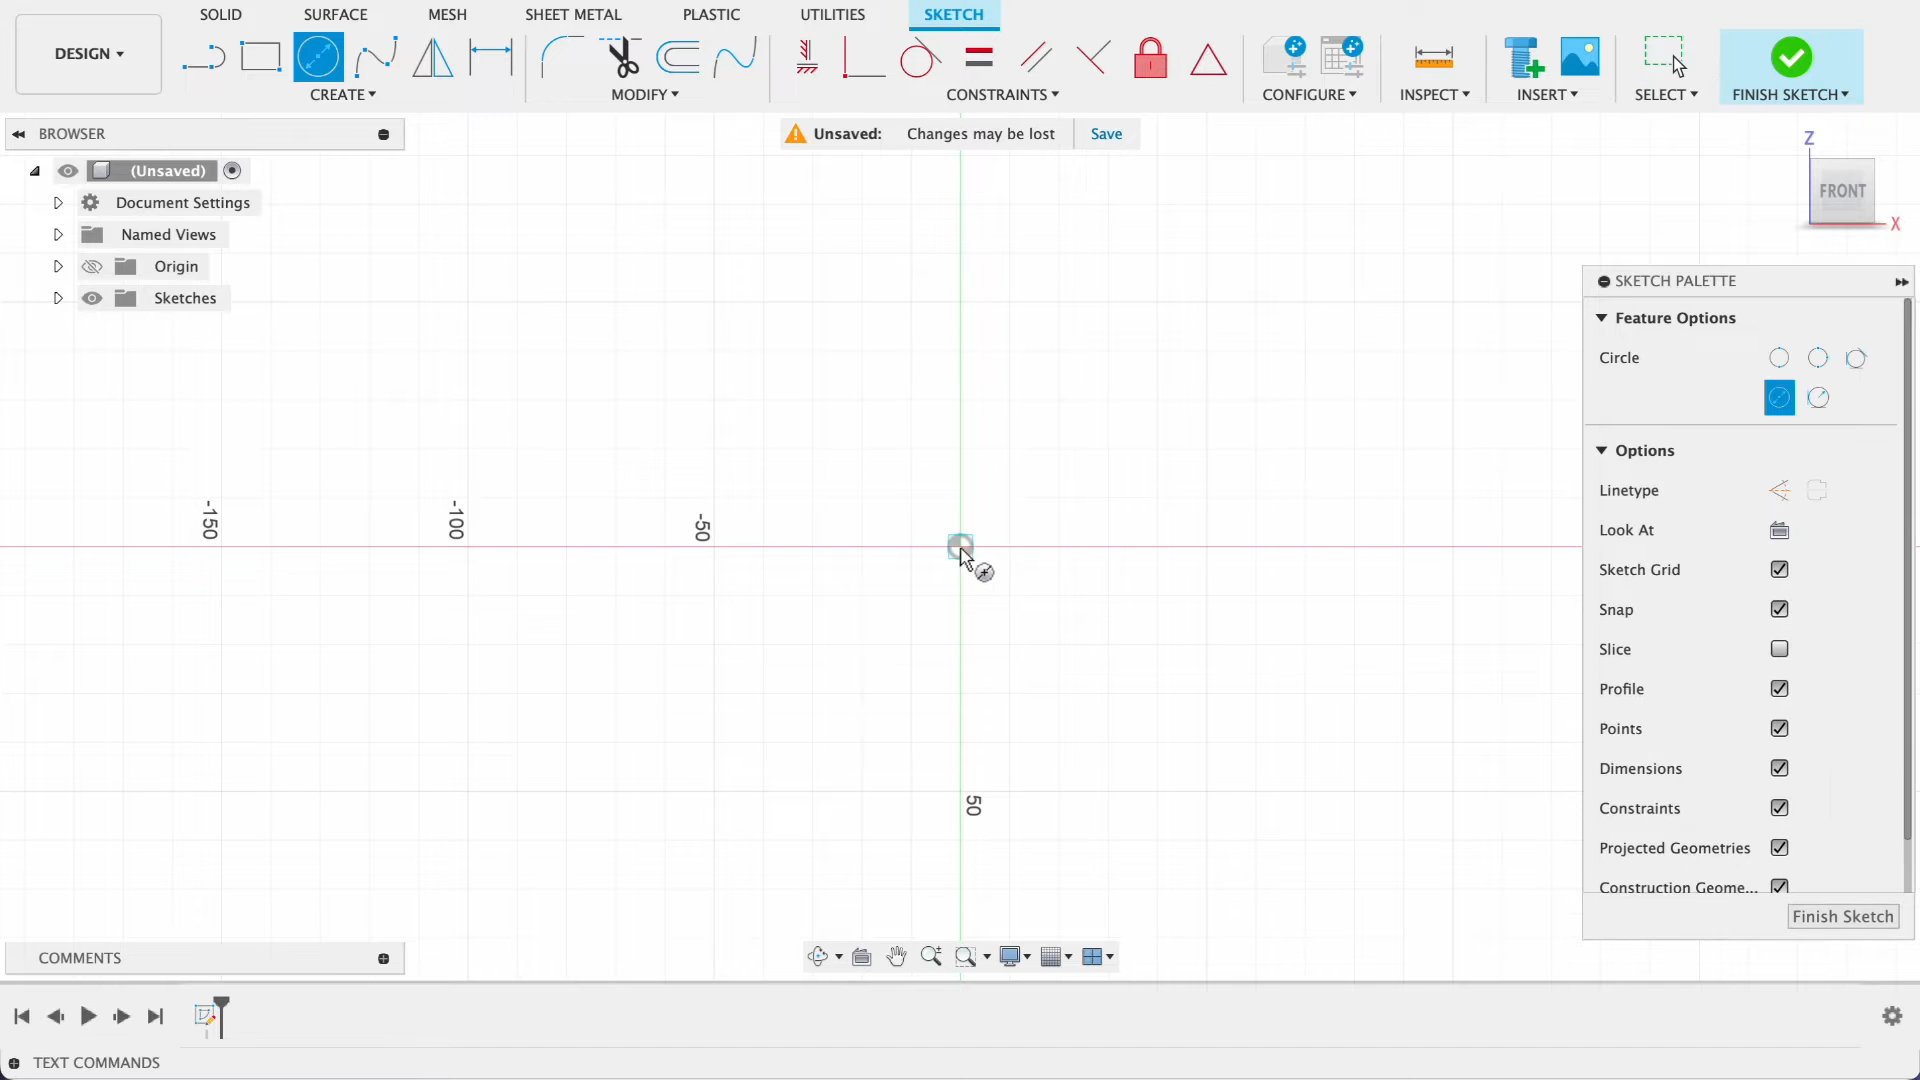 SOLID SURFACE MESH SHEET METAL PLASTIC UTILITIES SKETCH
DESIGN
CREATE MODIFY CONSTRAINTS CONFIGURE INSPECT INSERT SELECT FINISH SKETCH
BROWSER
Unsaved: Changes may be lost Save
(Unsaved)
Document Settings
Named Views
Origin
Sketches
Z
FRONT
X
SKETCH PALETTE
Feature Options
Circle
Options
Linetype
Look At
Sketch Grid
Snap
Slice
Profile
Points
Dimensions
Constraints
Projected Geometries
Construction Geome...
Finish Sketch
-150
-100
-50
50
COMMENTS
TEXT COMMANDS